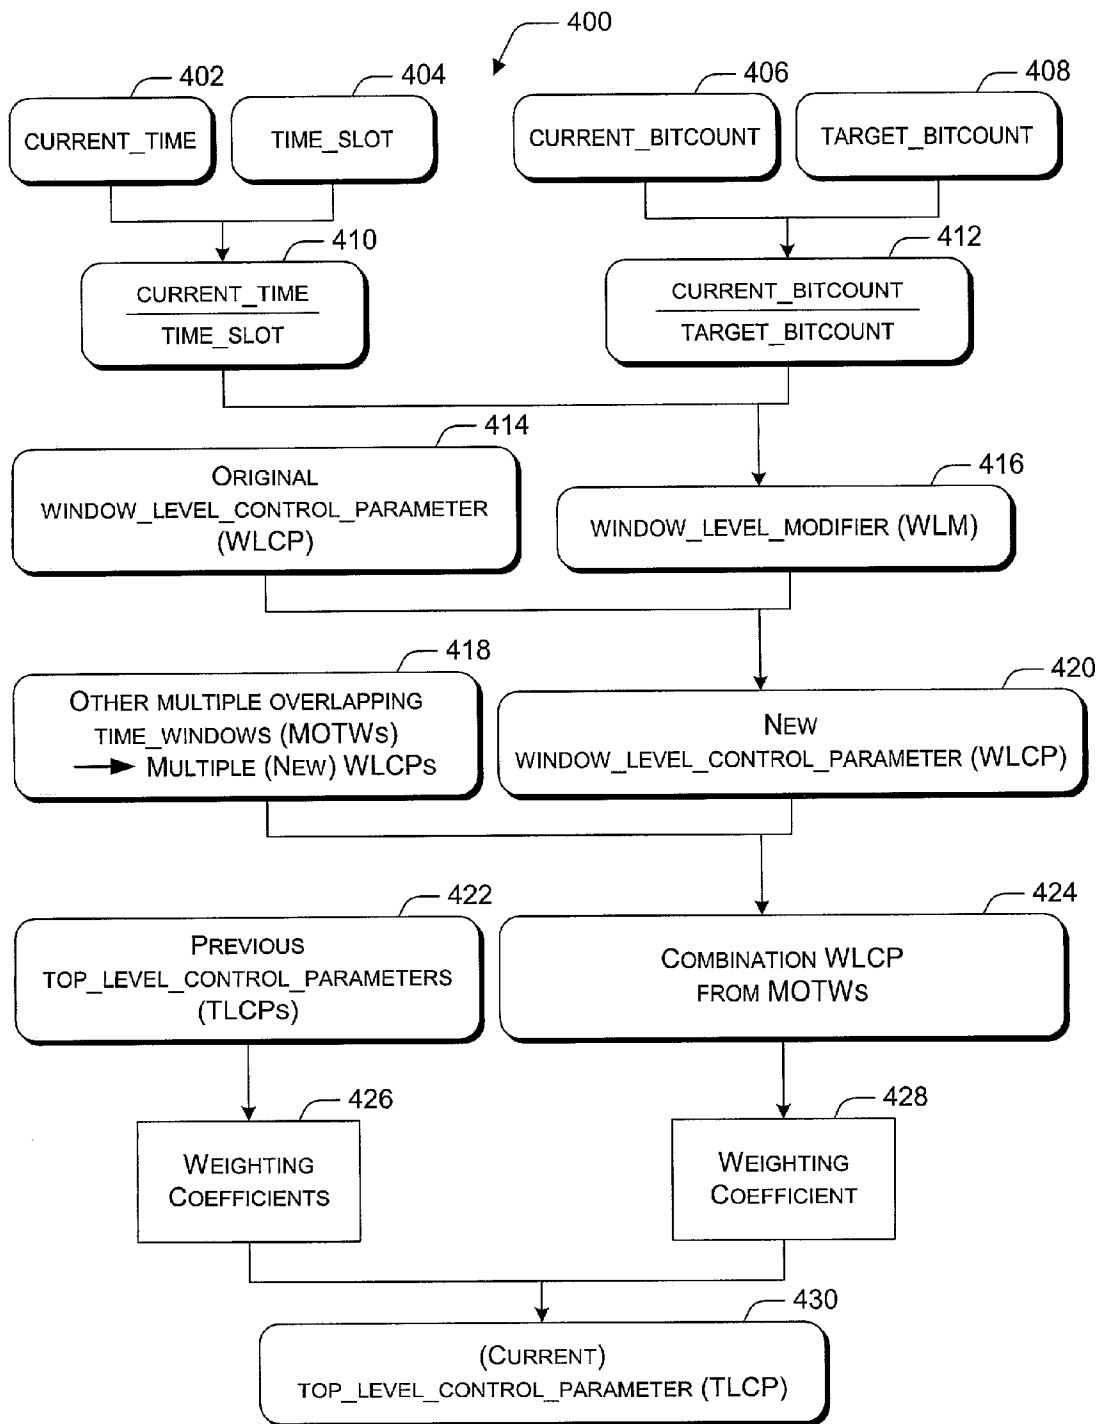 400
402
404
406
408
CURRENT_TIME
TIME_SLOT
CURRENT_BITCOUNT
TARGET_BITCOUNT
410
412
CURRENT_TIME
TIME_SLOT
CURRENT_BITCOUNT
TARGET_BITCOUNT
414
ORIGINAL
WINDOW_LEVEL_CONTROL_PARAMETER
(WLCP)
416
WINDOW_LEVEL_MODIFIER (WLM)
418
OTHER MULTIPLE OVERLAPPING
TIME_WINDOWS (MOTWs)
MULTIPLE (NEW) WLCPs
420
NEW
WINDOW_LEVEL_CONTROL_PARAMETER (WLCP)
422
PREVIOUS
TOP_LEVEL_CONTROL_PARAMETERS
(TLCPs)
424
COMBINATION WLCP
FROM MOTWs
426
WEIGHTING
COEFFICIENTS
428
WEIGHTING
COEFFICIENT
430
(CURRENT)
TOP_LEVEL_CONTROL_PARAMETER (TLCP)